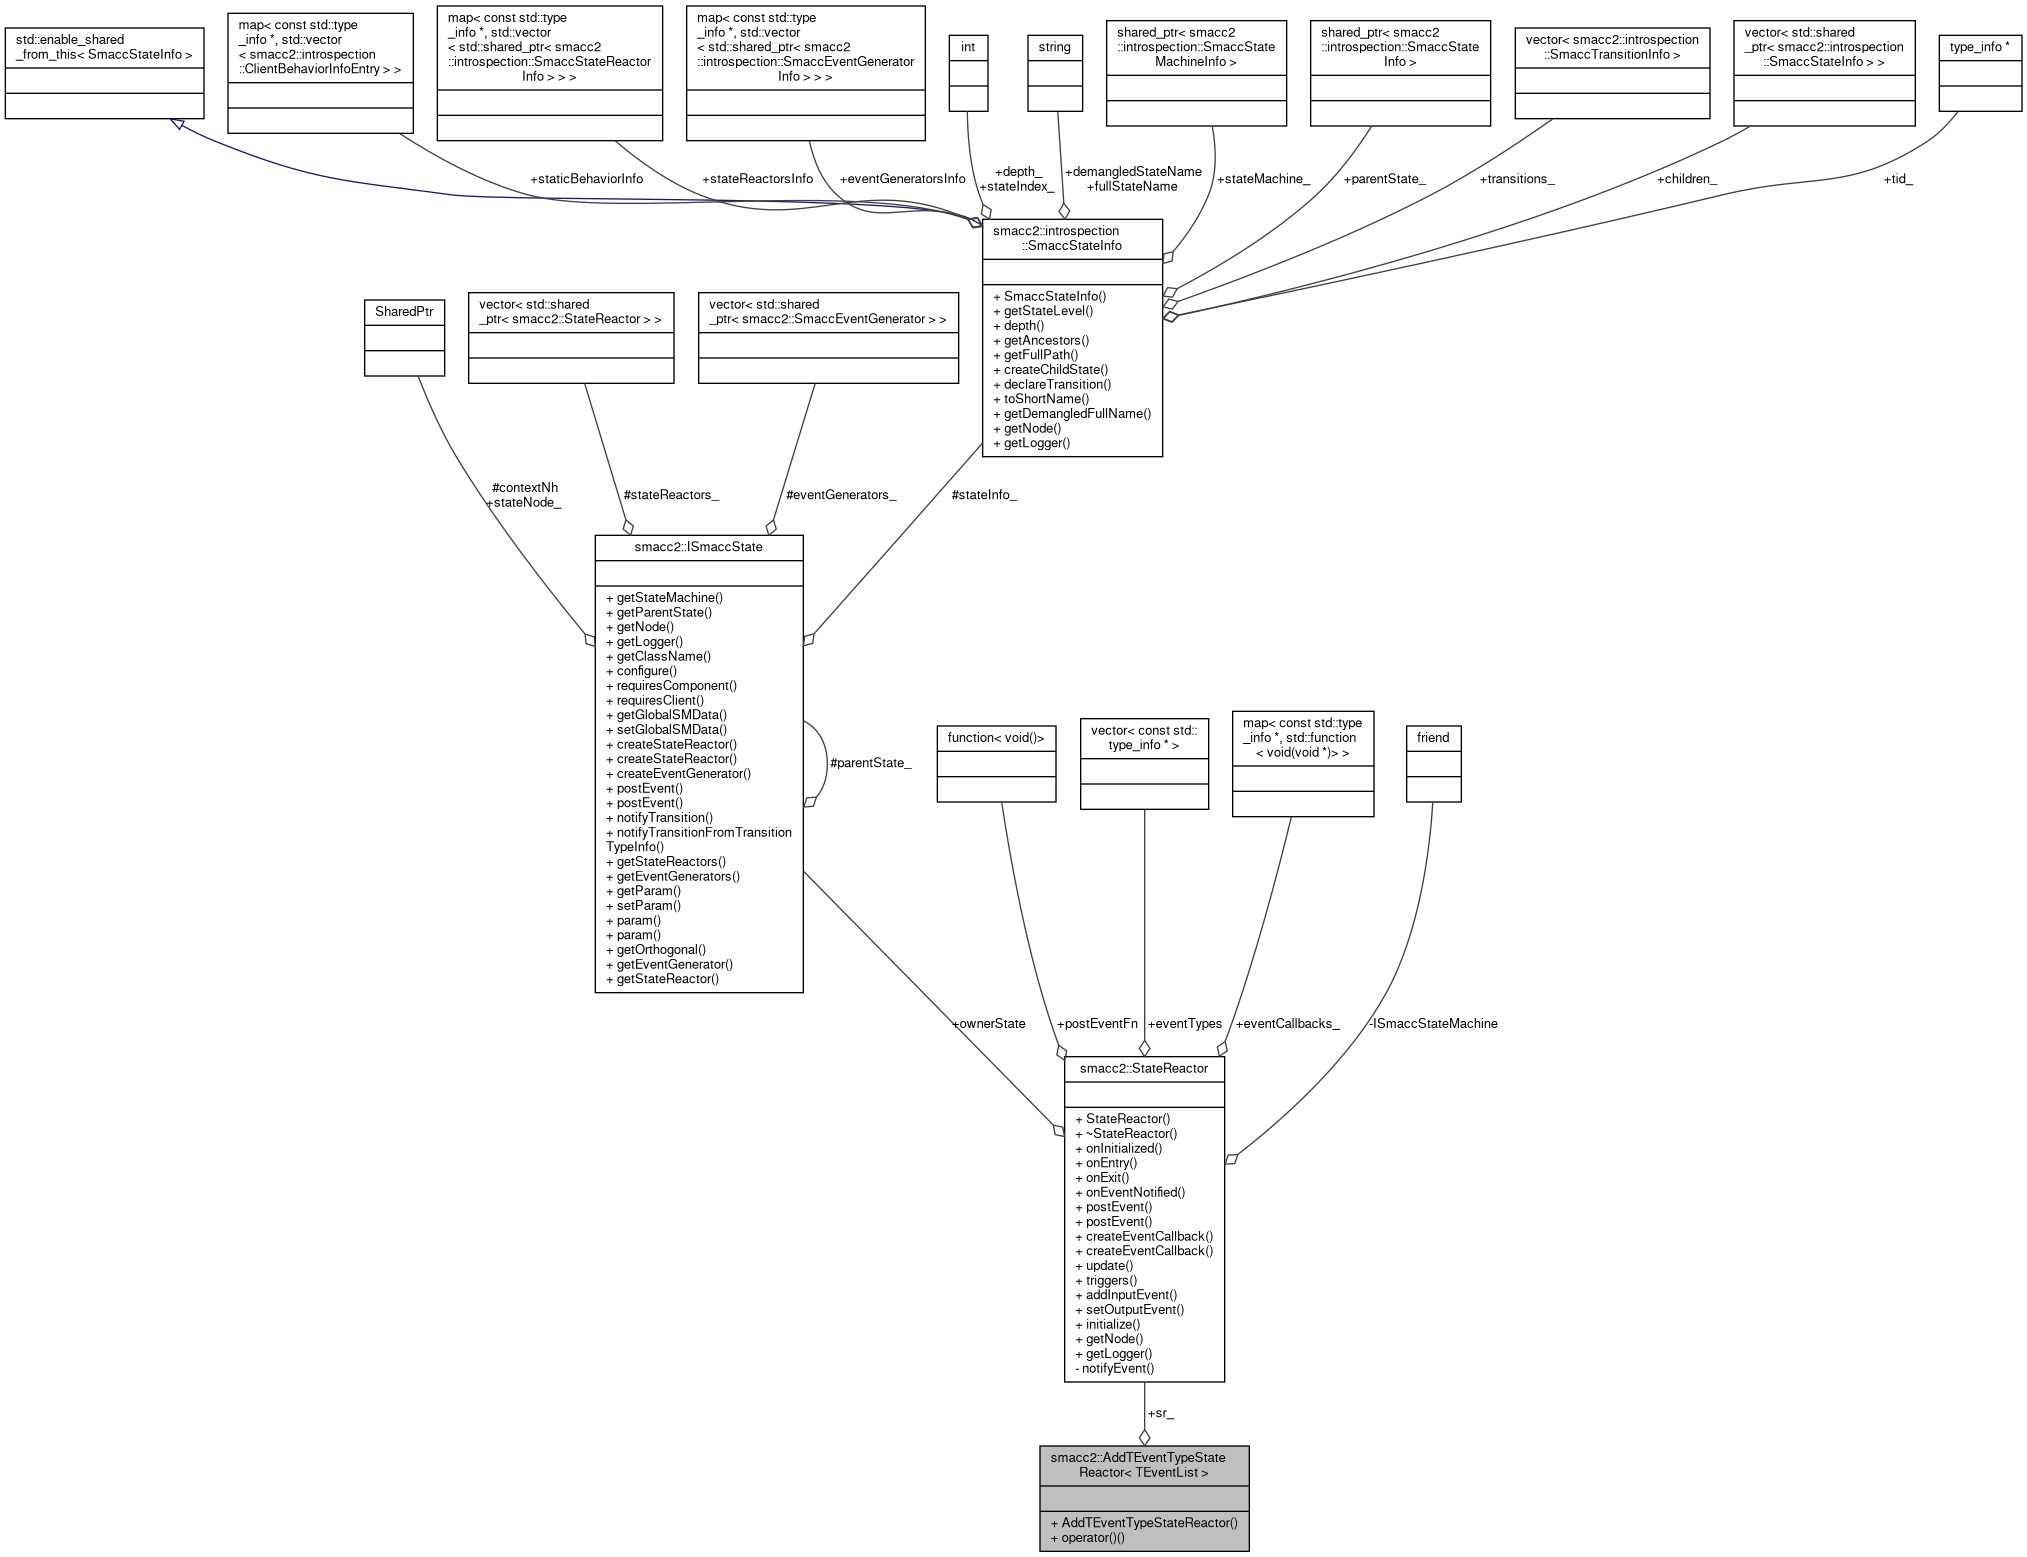 std::enable_shared
_from_this< SmaccStateInfo >
map< const std::type
_info *, std::vector
< smacc2::introspection
::ClientBehaviorInfoEntry > >
map< const std::type
_info *, std::vector
< std::shared_ptr< smacc2
::introspection::SmaccStateReactor
Info > > >
map< const std::type
_info *, std::vector
< std::shared_ptr< smacc2
::introspection::SmaccEventGenerator
Info > > >
int
string
shared_ptr< smacc2
::introspection::SmaccState
MachineInfo >
shared_ptr< smacc2
::introspection::SmaccState
Info >
vector< smacc2::introspection
::SmaccTransitionInfo >
vector< std::shared
_ptr< smacc2::introspection
::SmaccStateInfo > >
type_info *
+staticBehaviorInfo
+stateReactorsInfo
+eventGeneratorsInfo
+depth_
+stateIndex_
+demangledStateName
+fullStateName
+stateMachine_
+parentState_
+transitions_
+children_
+tid_
smacc2::introspection
::SmaccStateInfo
+ SmaccStateInfo()
+ getStateLevel()
+ depth()
+ getAncestors()
+ getFullPath()
+ createChildState()
+ declareTransition()
+ toShortName()
+ getDemangledFullName()
+ getNode()
+ getLogger()
SharedPtr
vector< std::shared
_ptr< smacc2::StateReactor > >
vector< std::shared
_ptr< smacc2::SmaccEventGenerator > >
#contextNh
+stateNode_
#stateReactors_
#eventGenerators_
#stateInfo_
smacc2::ISmaccState
+ getStateMachine()
+ getParentState()
+ getNode()
+ getLogger()
+ getClassName()
+ configure()
+ requiresComponent()
+ requiresClient()
+ getGlobalSMData()
+ setGlobalSMData()
+ createStateReactor()
+ createStateReactor()
+ createEventGenerator()
+ postEvent()
+ postEvent()
+ notifyTransition()
+ notifyTransitionFromTransition
TypeInfo()
+ getStateReactors()
+ getEventGenerators()
+ getParam()
+ setParam()
+ param()
+ param()
+ getOrthogonal()
+ getEventGenerator()
+ getStateReactor()
#parentState_
function< void()>
vector< const std::
type_info * >
map< const std::type
_info *, std::function
< void(void *)> >
friend
+ownerState
+postEventFn
+eventTypes
+eventCallbacks_
-ISmaccStateMachine
smacc2::StateReactor
+ StateReactor()
+ ~StateReactor()
+ onInitialized()
+ onEntry()
+ onExit()
+ onEventNotified()
+ postEvent()
+ postEvent()
+ createEventCallback()
+ createEventCallback()
+ update()
+ triggers()
+ addInputEvent()
+ setOutputEvent()
+ initialize()
+ getNode()
+ getLogger()
- notifyEvent()
+sr_
smacc2::AddTEventTypeState
Reactor< TEventList >
+ AddTEventTypeStateReactor()
+ operator()()